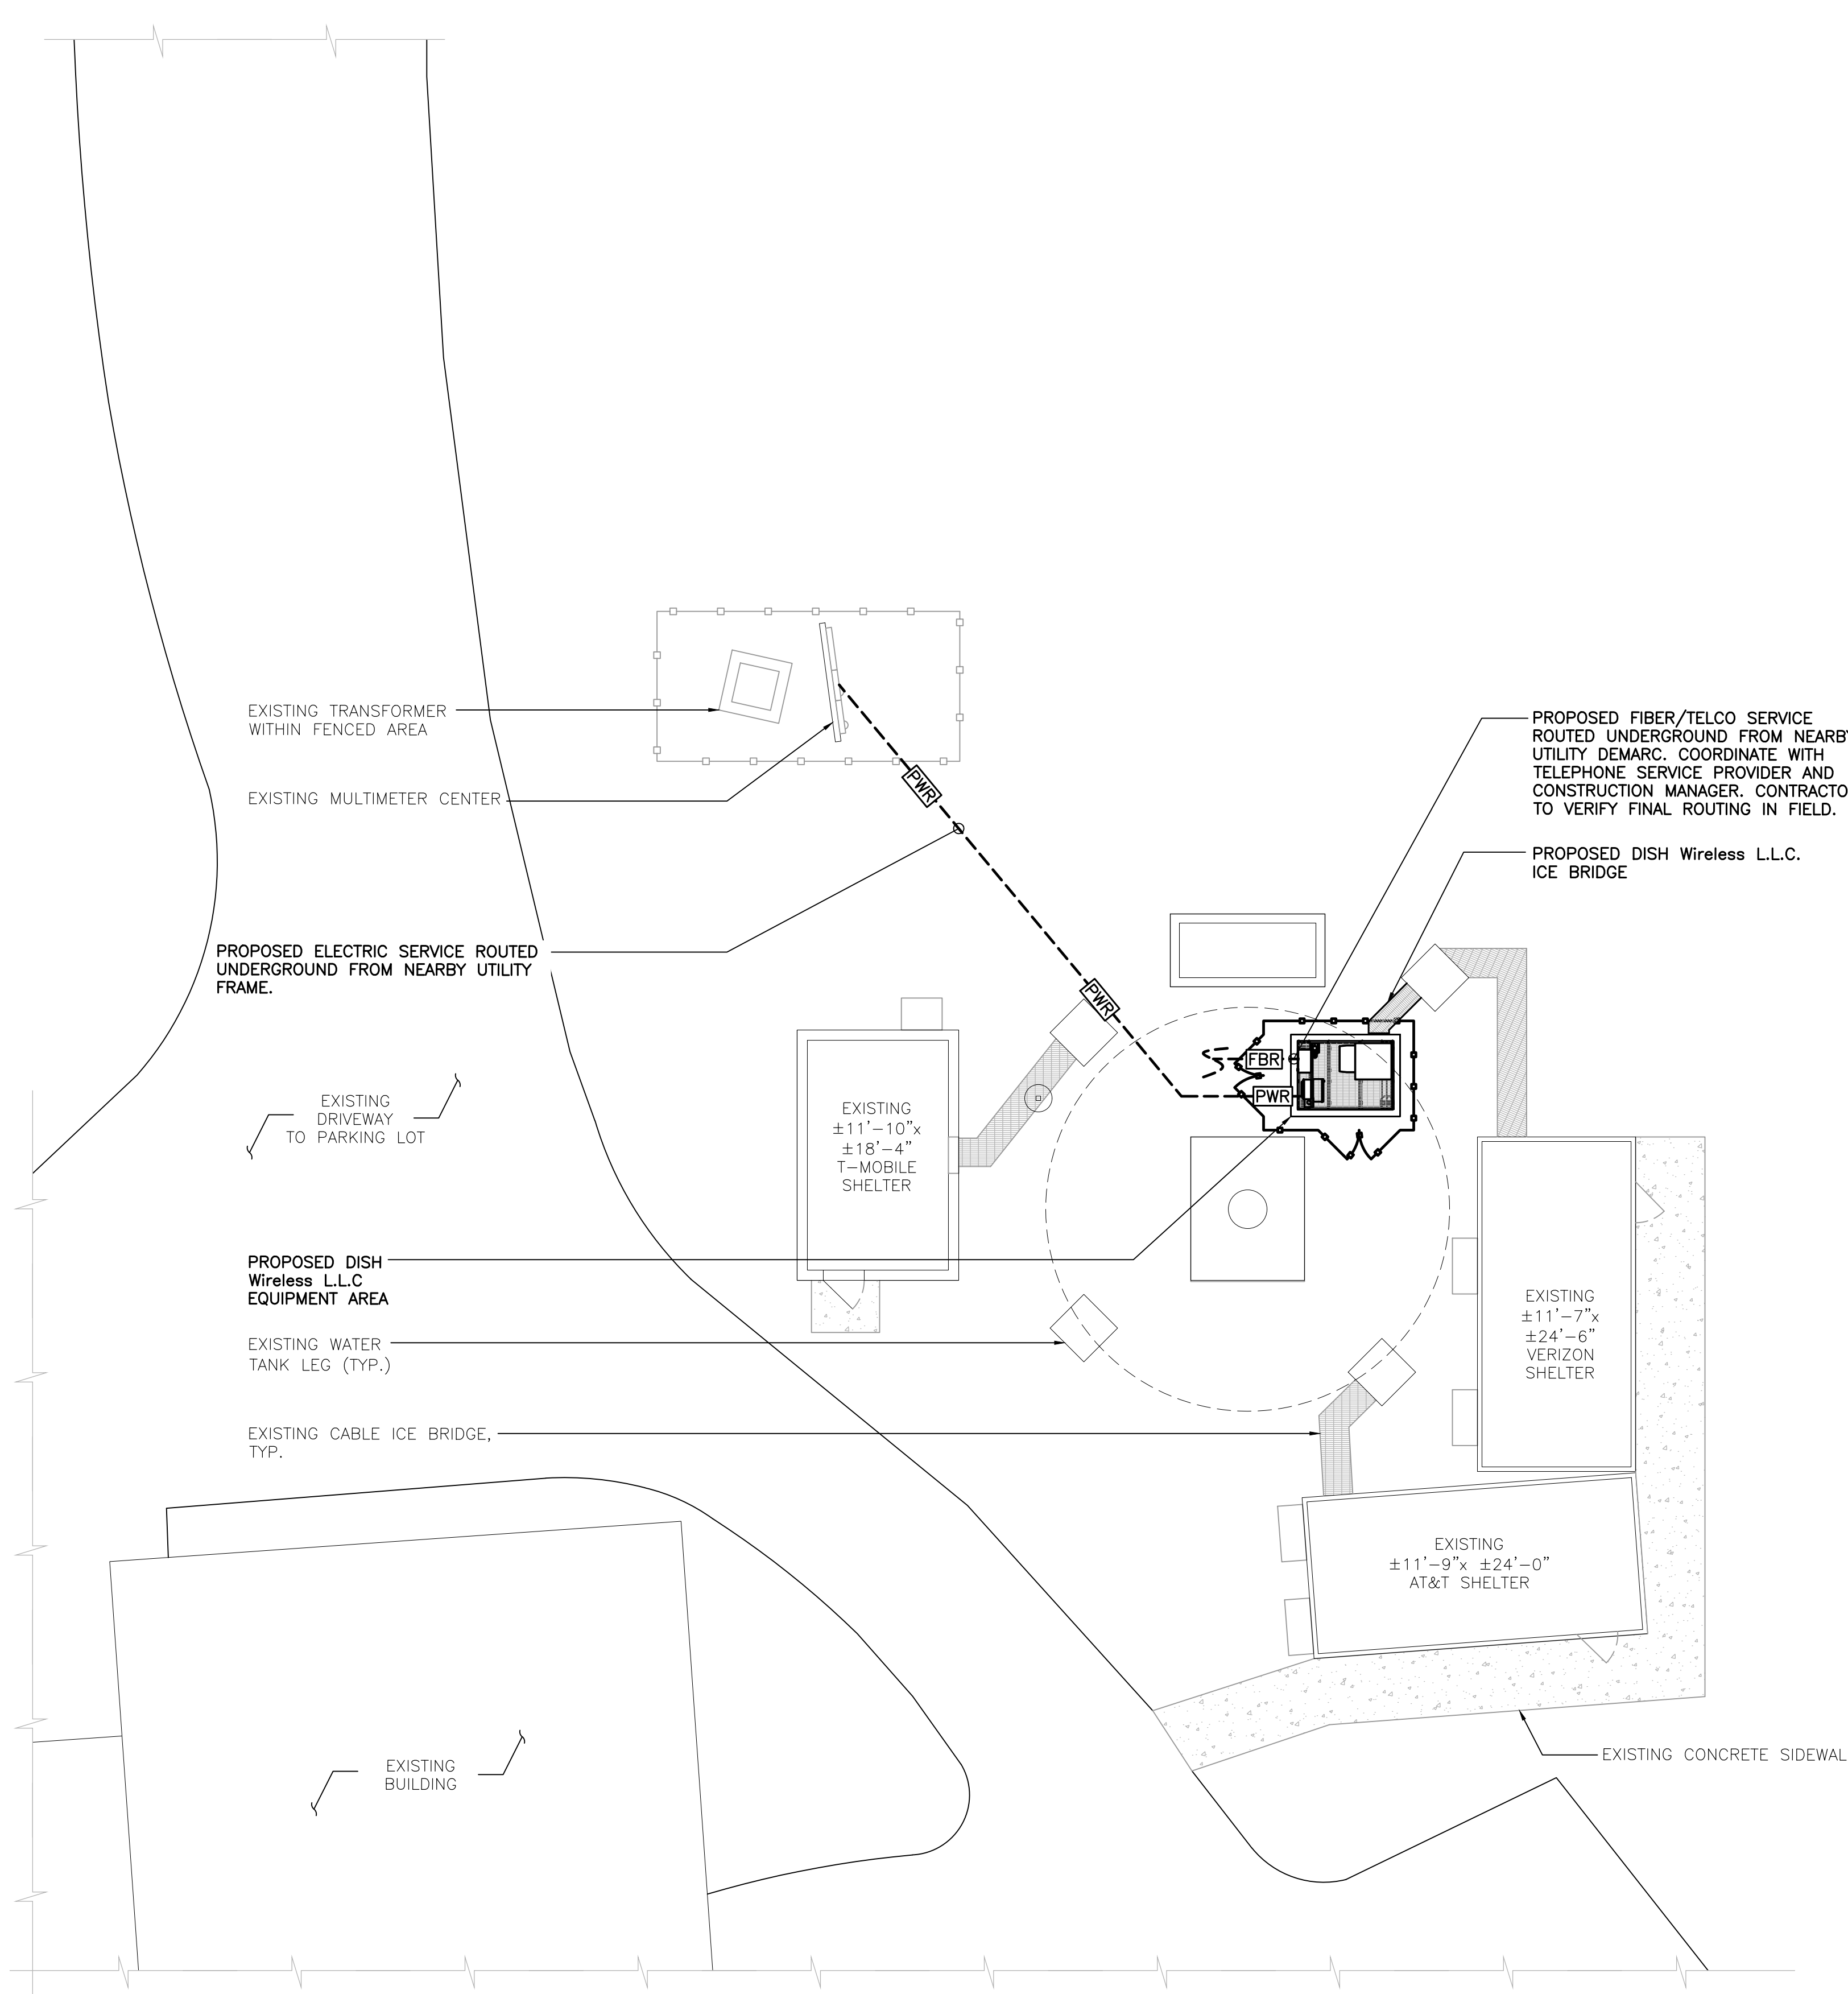 EXISTING TRANSFORMER
WITHIN FENCED AREA
EXISTING MULTIMETER CENTER
PROPOSED ELECTRIC SERVICE ROUTED
UNDERGROUND FROM NEARBY UTILITY
FRAME.
PWR
PWR
PROPOSED FIBER/TELCO SERVICE
ROUTED UNDERGROUND FROM NEARBY
UTILITY DEMARC. COORDINATE WITH
TELEPHONE SERVICE PROVIDER AND
CONSTRUCTION MANAGER. CONTRACTO
TO VERIFY FINAL ROUTING IN FIELD.
PROPOSED DISH Wireless L.L.C.
ICE BRIDGE
FBR
PWR
EXISTING
DRIVEWAY
TO PARKING LOT
EXISTING
±11'-10"x
±18'-4"
T-MOBILE
SHELTER
PROPOSED DISH
Wireless L.L.C
EQUIPMENT AREA
EXISTING WATER
TANK LEG (TYP.)
EXISTING CABLE ICE BRIDGE,
TYP.
EXISTING
±11'-7"x
±24'-6"
VERIZON
SHELTER
EXISTING
±11'-9"x ±24'-0"
AT&T SHELTER
EXISTING CONCRETE SIDEWAL
EXISTING
BUILDING